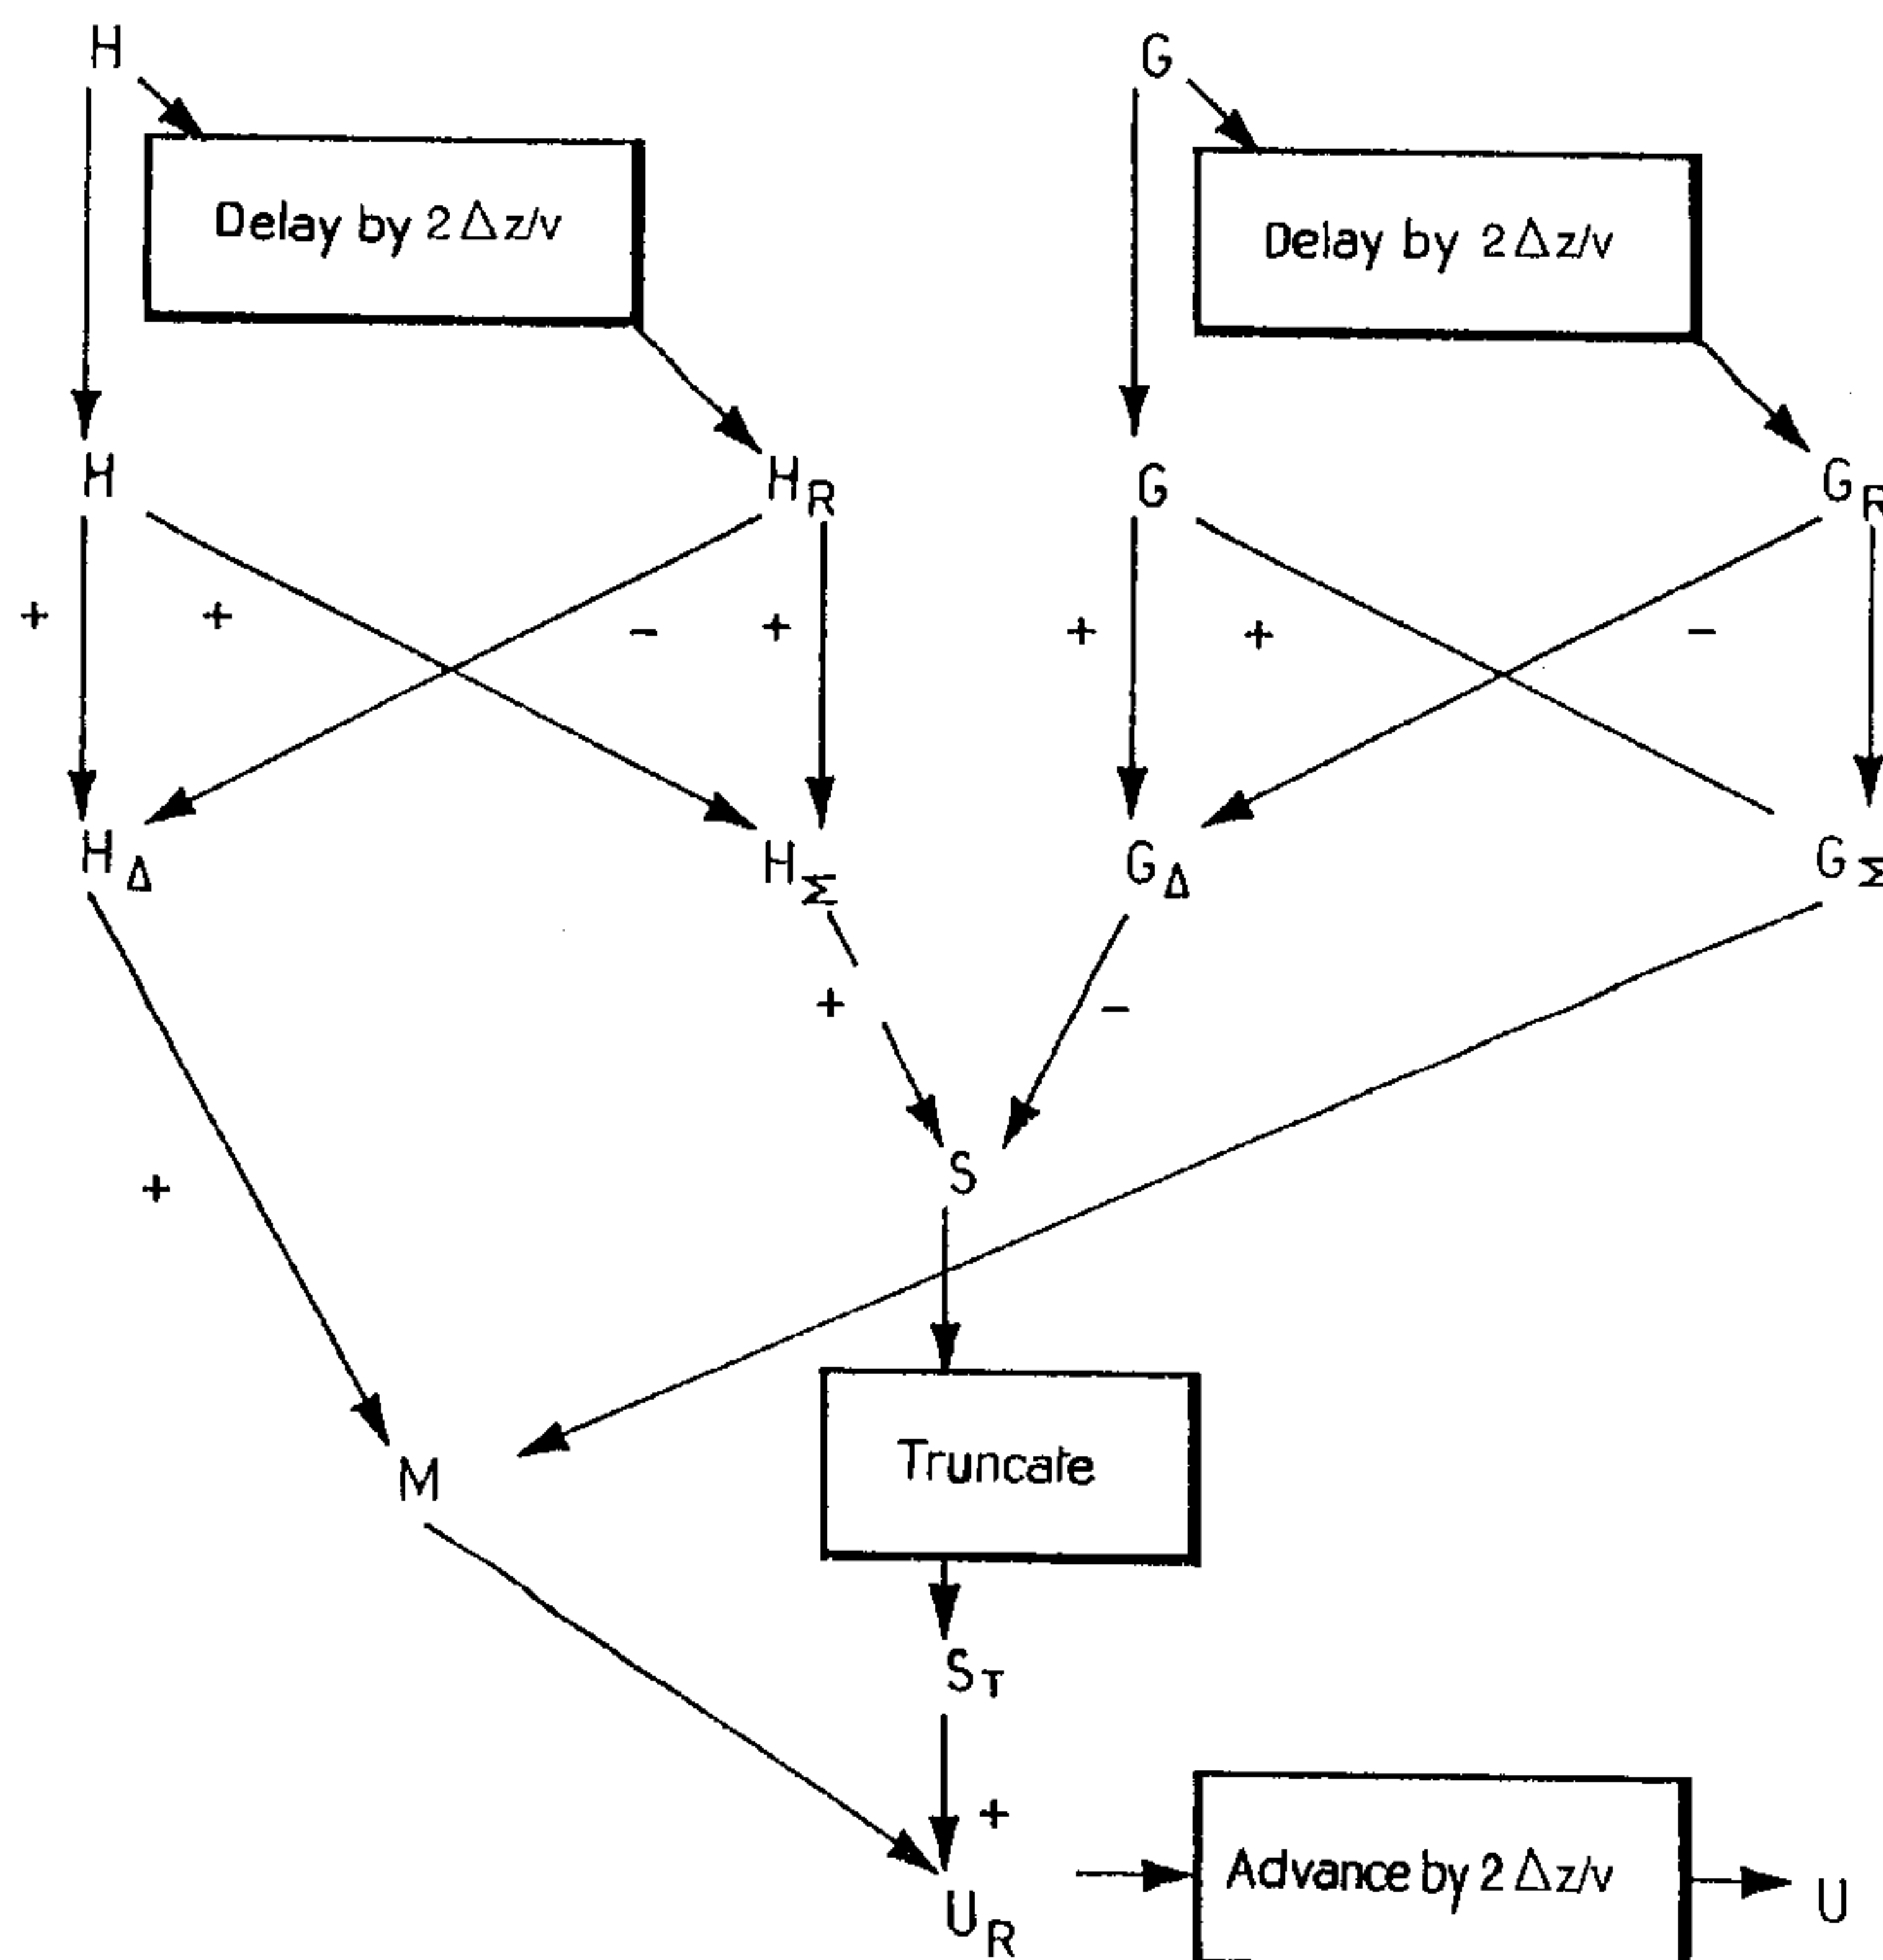 H G
Delay by 2Δz/v Delay by 2Δz/v
H H_R G G_R
+ + - + + + -
H_Δ H_Σ G_Δ G_Σ
+ -
S
+
Truncate
M
S_T
+
U_R Advance by 2Δz/v U